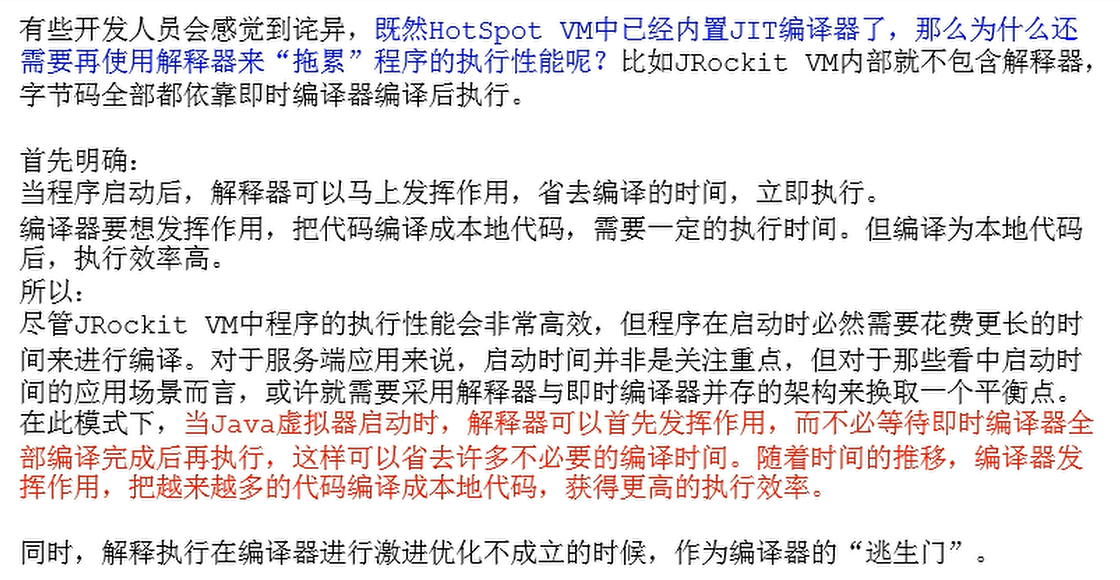 有些开发人员会感觉到诧异，既然HotSpot VM中已经内置JIT编译器了，那么为什么还
需要再使用解释器来“拖累”程序的执行性能呢？比如JRockit VM内部就不包含解释器，
字节码全部都依靠即时编译器编译后执行。
首先明确：
当程序启动后，解释器可以马上发挥作用，省去编译的时间，立即执行。
编译器要想发挥作用，把代码编译成本地代码，需要一定的执行时间。但编译为本地代码
后，执行效率高。
所以：
尽管JRockit VM中程序的执行性能会非常高效，但程序在启动时必然需要花费更长的时
间来进行编译。对于服务端应用来说，启动时间并非是关注重点，但对于那些看中启动时
间的应用场景而言，或许就需要采用解释器与即时编译器并存的架构来换取一个平衡点。
在此模式下，当Java虚拟器启动时，解释器可以首先发挥作用，而不必等待即时编译器全
部编译完成后再执行，这样可以省去许多不必要的编译时间。随着时间的推移，编译器发
挥作用，把越来越多的代码编译成本地代码，获得更高的执行效率。
同时，解释执行在编译器进行激进优化不成立的时候，作为编译器的“逃生门”。